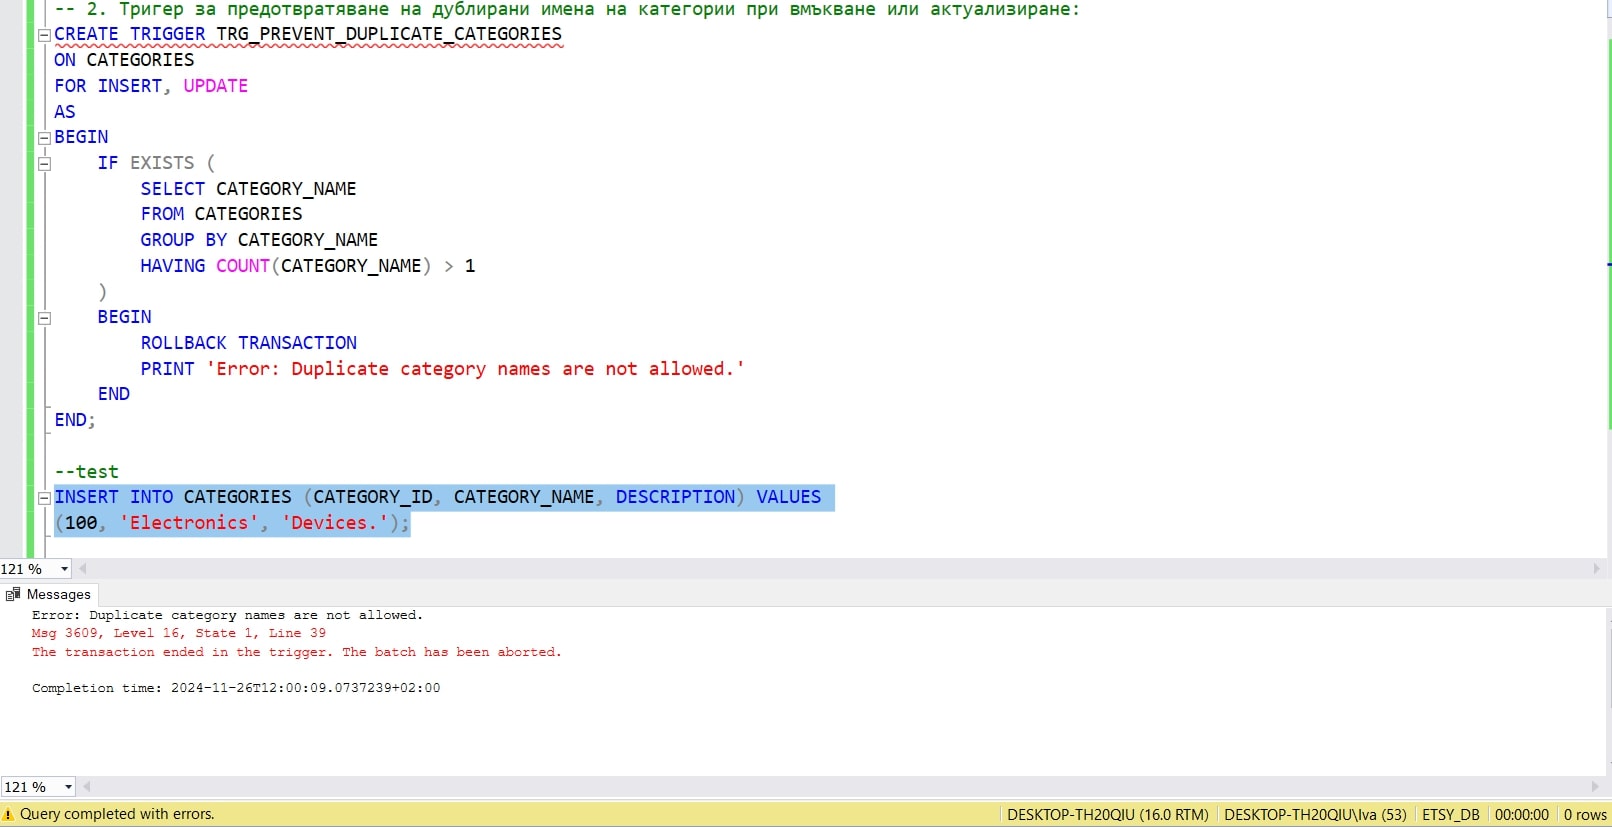 -- 2. Тригер за предотвратяване на дублирани имена на категории при вмъкване или актуализиране:
CREATE TRIGGER TRG_PREVENT_DUPLICATE_CATEGORIES
ON CATEGORIES
FOR INSERT, UPDATE
AS
BEGIN
    IF EXISTS (
        SELECT CATEGORY_NAME
        FROM CATEGORIES
        GROUP BY CATEGORY_NAME
        HAVING COUNT(CATEGORY_NAME) > 1
    )
    BEGIN
        ROLLBACK TRANSACTION
        PRINT 'Error: Duplicate category names are not allowed.'
    END
END;
--test
INSERT INTO CATEGORIES (CATEGORY_ID, CATEGORY_NAME, DESCRIPTION) VALUES
(100, 'Electronics', 'Devices.');
121 %
Messages
Error: Duplicate category names are not allowed.
Msg 3609, Level 16, State 1, Line 39
The transaction ended in the trigger. The batch has been aborted.
Completion time: 2024-11-26T12:00:09.0737239+02:00
121 %
Query completed with errors. DESKTOP-TH20QIU (16.0 RTM) DESKTOP-TH20QIU\Iva (53) ETSY_DB 00:00:00 0 rows